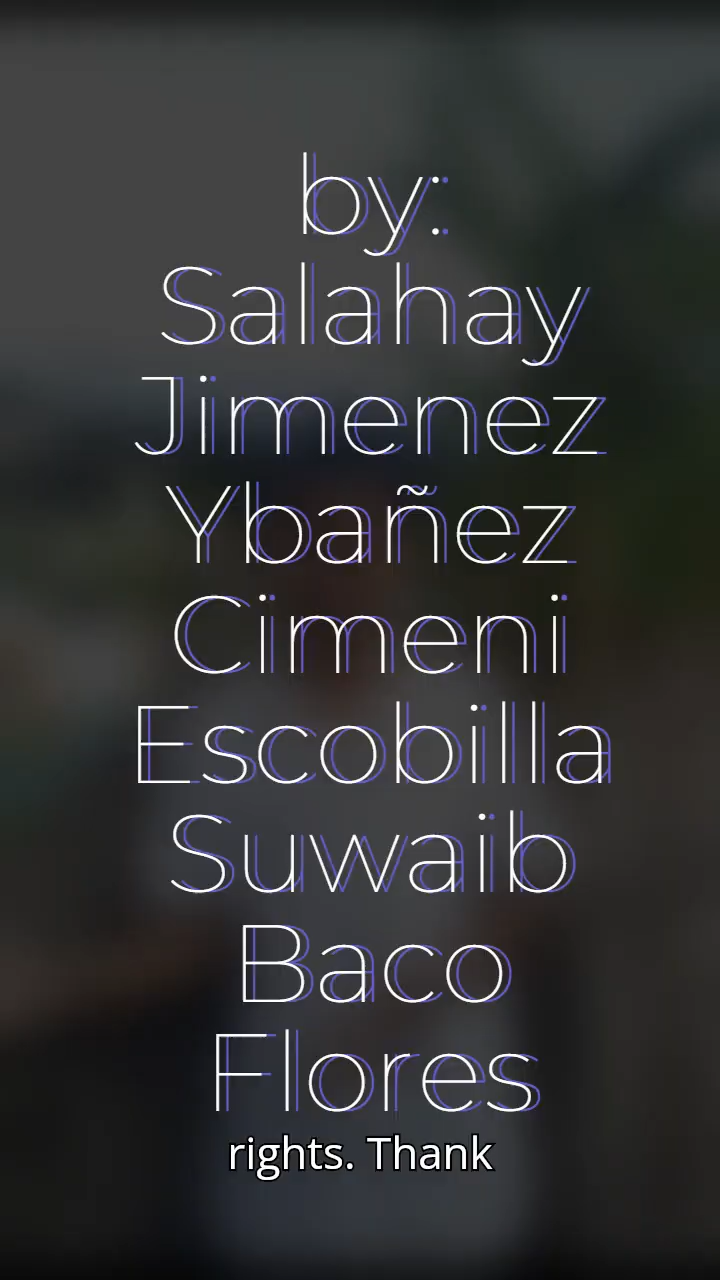 by:
Salahay
Jimenez
Ybañez
Cimeni
Escobilla
Suwaib
Baco
Flores
rights. Thank